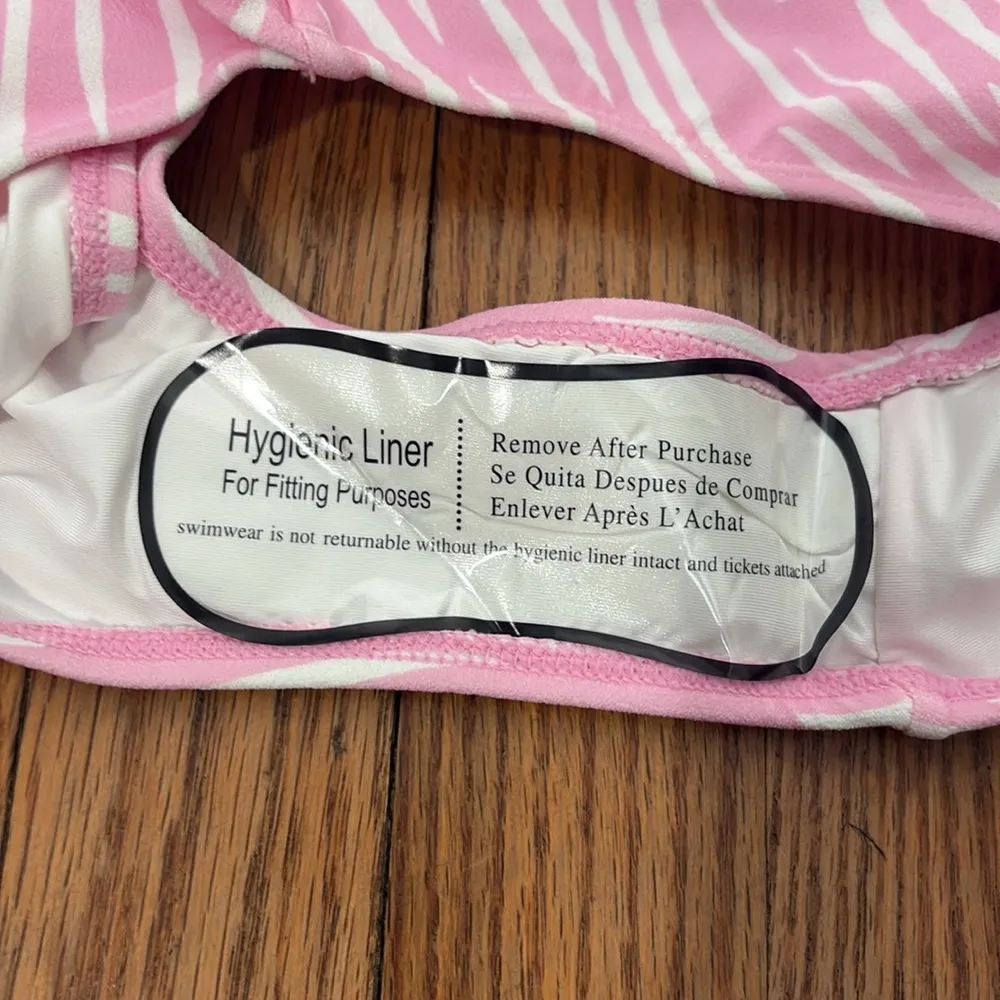 Hygienic Liner
For Fitting Purposes
Remove After Purchase
Se Quita Despues de Comprar
Enlever Après L'Achat
swimwear is not returnable without the hygienic liner intact and tickets attached